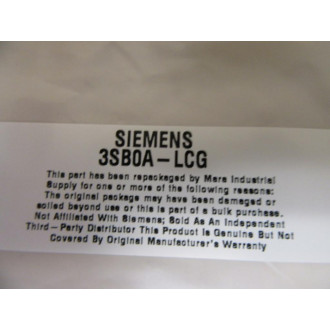 SIEMENS
3SB0A-LCG
This part has been repackaged by Mara Industrial
Supply for one or more of the following reasons:
The original package may have been damaged or
soiled beyond use or this is part of a bulk purchase.
Not Affiliated With Siemens; Sold As An Independent
Third-Party Distributor This Product Is Genuine But Not
Covered By Original Manufacturer's Warranty